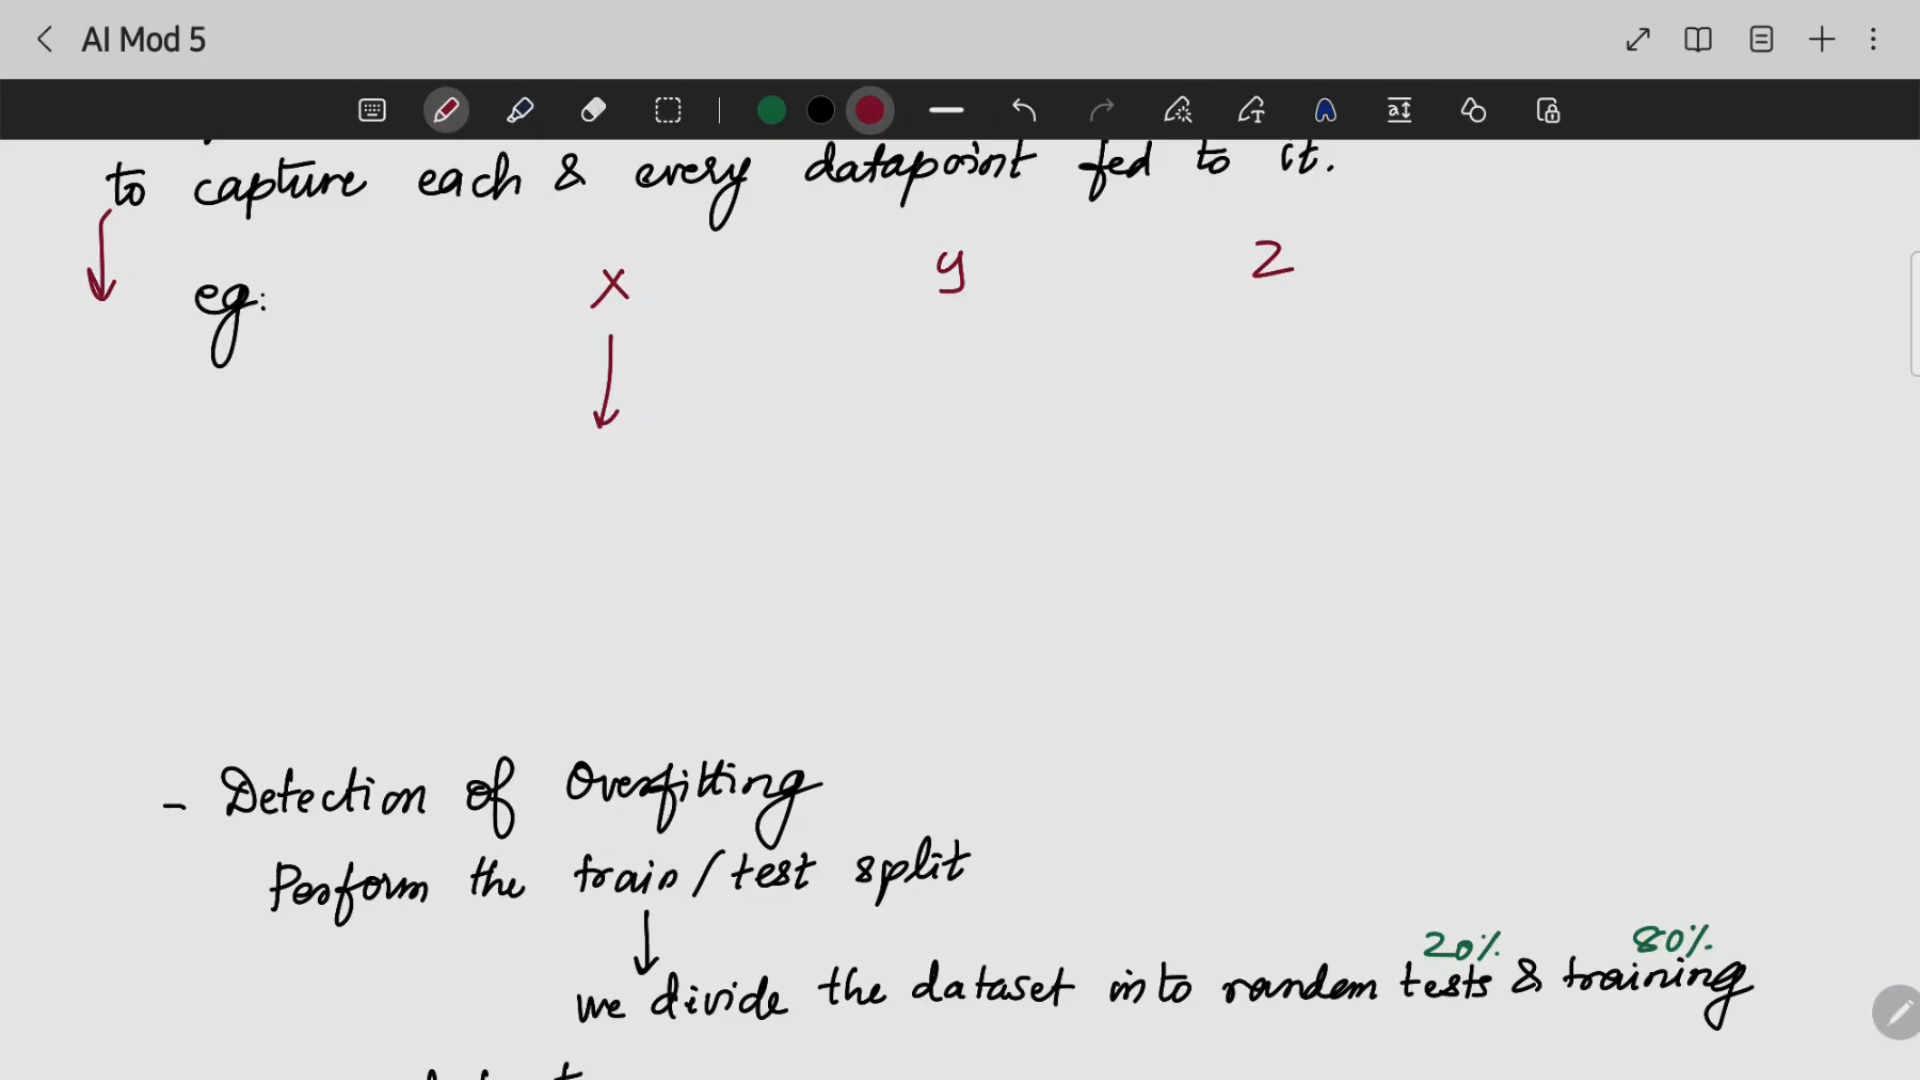 AI Mod 5
to capture each & every datapoint fed to it.
eg: x y z
- Detection of Overfitting
Perform the train/test split
20% 80%
we divide the dataset into random tests & training